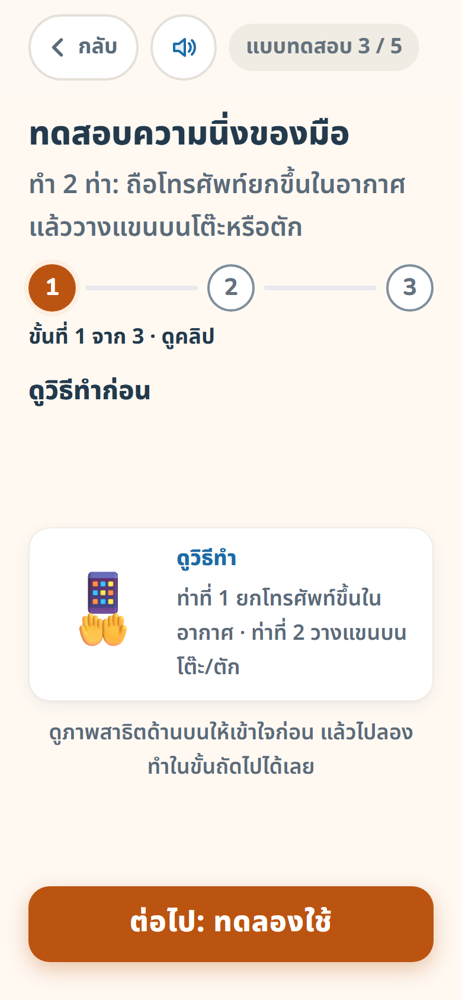 กลับ
แบบทดสอบ 3 / 5
ทดสอบความนิ่งของมือ
ทำ 2 ท่า: ถือโทรศัพท์ยกขึ้นในอากาศ
แล้ววางแขนบนโต๊ะหรือตัก
1
2
3
ขั้นที่ 1 จาก 3 · ดูคลิป
ดูวิธีทำก่อน
ดูวิธีทำ
ท่าที่ 1 ยกโทรศัพท์ขึ้นใน
อากาศ · ท่าที่ 2 วางแขนบน
โต๊ะ/ตัก
ดูภาพสาธิตด้านบนให้เข้าใจก่อน แล้วไปลอง
ทำในขั้นถัดไปได้เลย
ต่อไป: ทดลองใช้